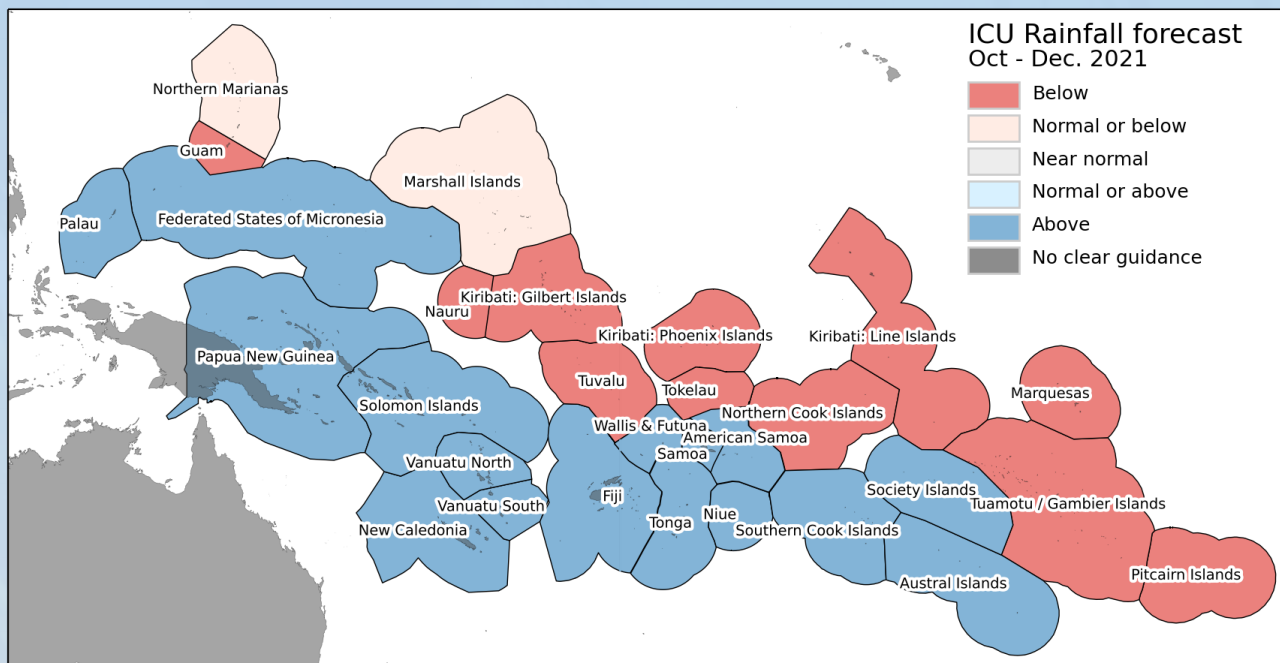 ICU Rainfall forecast
Oct - Dec. 2021
Below
Normal or below
Near normal
Normal or above
Above
No clear guidance
Northern Marianas
Guam
Marshall Islands
Palau
Federated States of Micronesia
Nauru
Kiribati: Gilbert Islands
Kiribati: Phoenix Islands
Kiribati: Line Islands
Papua New Guinea
Tuvalu
Tokelau
Marquesas
Solomon Islands
Northern Cook Islands
Wallis & Futuna
American Samoa
Samoa
Vanuatu North
Society Islands
Fiji
Vanuatu South
Tuamotu / Gambier Islands
Niue
Tonga
New Caledonia
Southern Cook Islands
Pitcairn Islands
Austral Islands